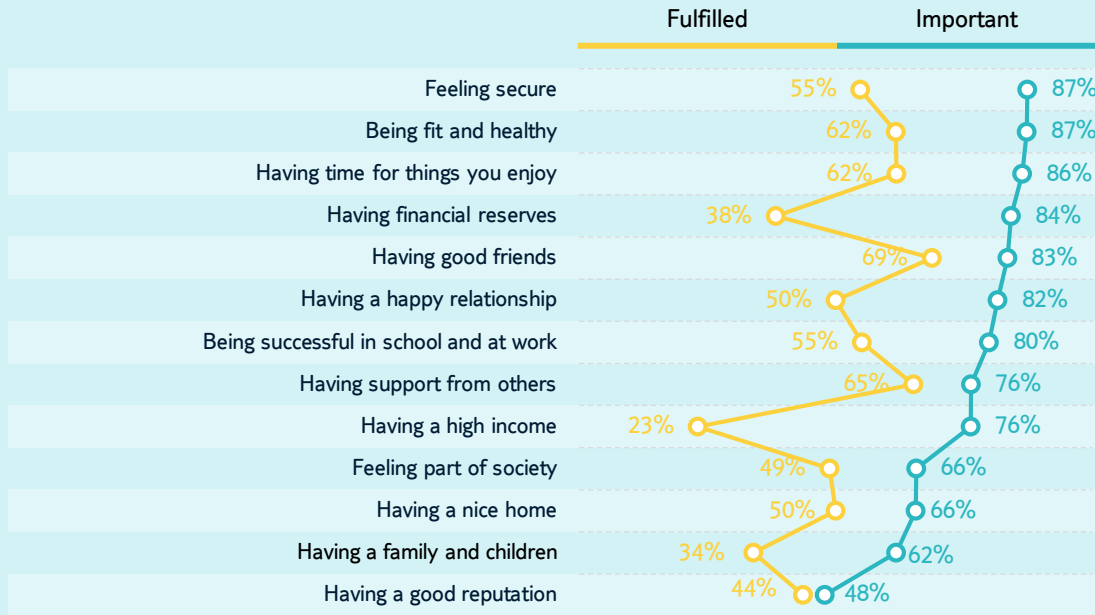 Fulfilled Important
Feeling secure 55% 87%
Being fit and healthy 62% 87%
Having time for things you enjoy 62% 86%
Having financial reserves 38% 84%
Having good friends 69% 83%
Having a happy relationship 50% 82%
Being successful in school and at work 55% 80%
Having support from others 65% 76%
Having a high income 23% 76%
Feeling part of society 49% 66%
Having a nice home 50% 66%
Having a family and children 34% 62%
Having a good reputation 44% 48%